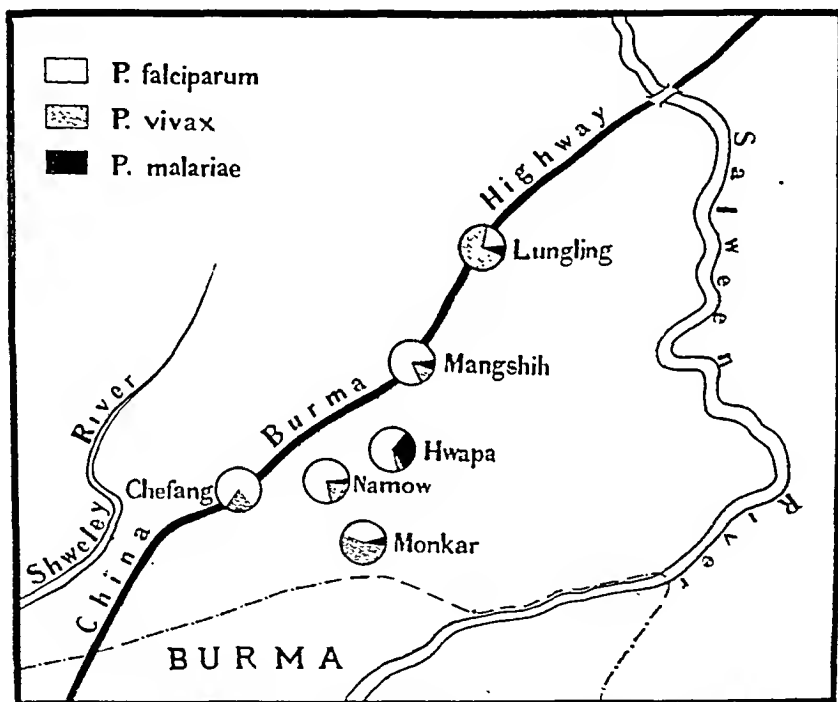 P. falciparum
P. vivax
P. malariae
China Burma Highway
Salween River
Shweley River
Lungling
Mangshih
Hwapa
Namow
Chefang
Monkar
BURMA